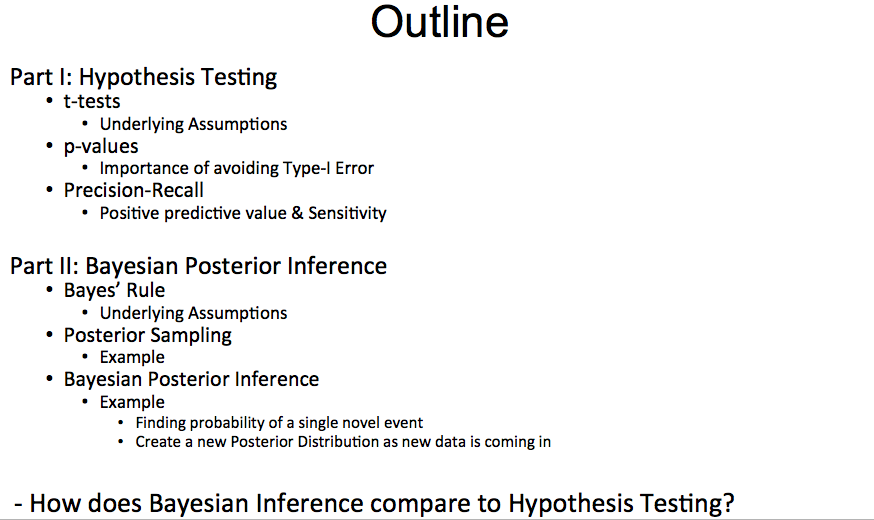 Outline
Part I: Hypothesis Testing
• t-tests
• Underlying Assumptions
• p-values
• Importance of avoiding Type-I Error
• Precision-Recall
• Positive predictive value & Sensitivity
Part II: Bayesian Posterior Inference
• Bayes’ Rule
• Underlying Assumptions
• Posterior Sampling
• Example
• Bayesian Posterior Inference
• Example
• Finding probability of a single novel event
• Create a new Posterior Distribution as new data is coming in
- How does Bayesian Inference compare to Hypothesis Testing?